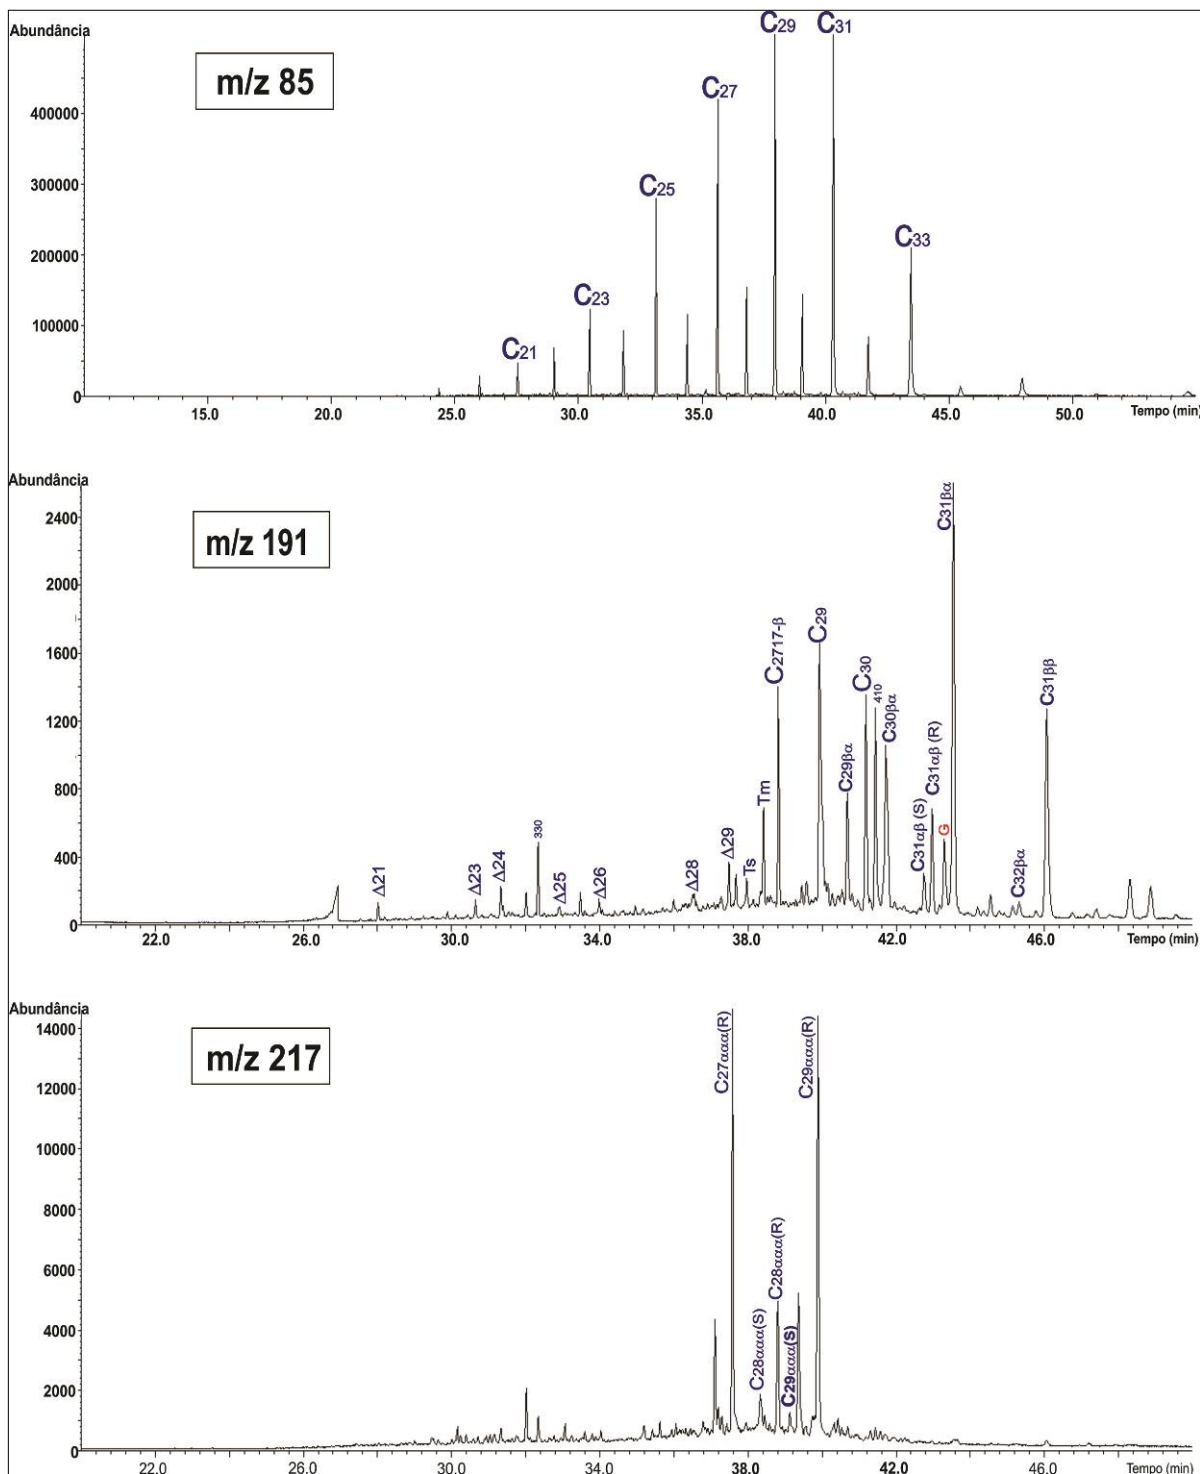 Abundância
m/z 85
C29
C31
C27
C25
C33
C23
C21
400000
300000
200000
100000
0
15.0 20.0 25.0 30.0 35.0 40.0 45.0 50.0 Tempo (min)
Abundância
m/z 191
C31βα
C2717-β
C29
C30
410
C30βα
C31ββ
C29βα
C31αβ (R)
Tm
G
C31αβ (S)
330
Δ29
Ts
Δ21
Δ23
Δ24
Δ25
Δ26
Δ28
C32βα
2400
2000
1600
1200
800
400
0
22.0 26.0 30.0 34.0 38.0 42.0 46.0 Tempo (min)
Abundância
m/z 217
C27ααα(R)
C29ααα(R)
C28ααα(R)
C28ααα(S)
C29ααα(S)
14000
12000
10000
8000
6000
4000
2000
0
22.0 26.0 30.0 34.0 38.0 42.0 46.0 Tempo (min)